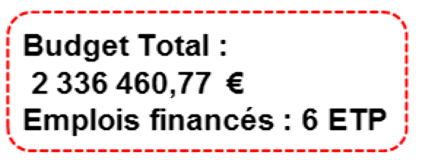 Budget Total :
2 336 460,77 €
Emplois financés : 6 ETP